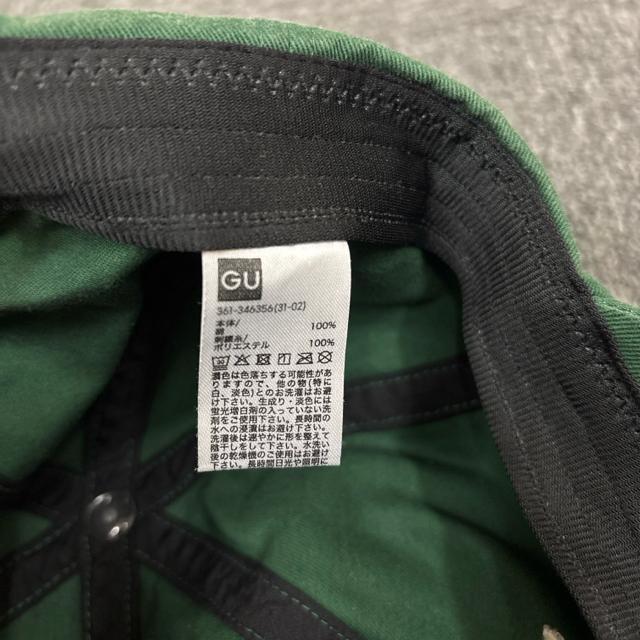 GU
361-346356(31-02)
本体/
綿 100%
刺繍糸/
ポリエステル 100%
濃色は色落ちする可能性があ
りますので、他の物(特に
白、淡色)とのお洗濯はお避
け下さい。生成り・淡色には
蛍光増白剤の入っていない洗
剤をご使用下さい。長時間の
水への浸漬はお避け下さい。
洗濯後は速やかに形を整えて
陰干しをして下さい。水洗い
後の乾燥機のご使用はお避け
下さい。長時間日光や照明に